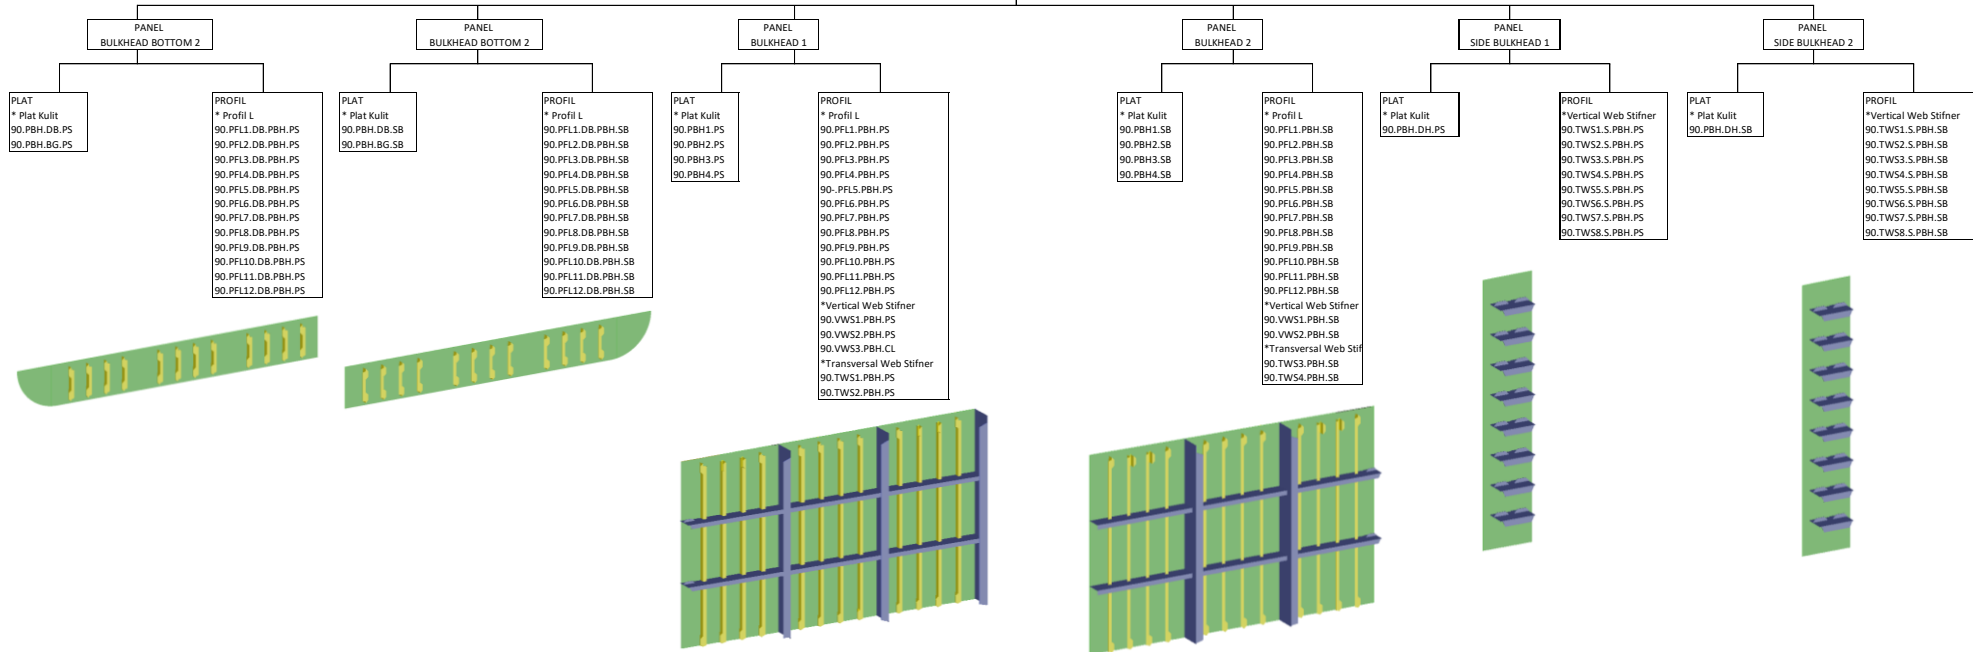 PANEL
BULKHEAD BOTTOM 2
PANEL
BULKHEAD BOTTOM 2
PANEL
BULKHEAD 1
PANEL
BULKHEAD 2
PANEL
SIDE BULKHEAD 1
PANEL
SIDE BULKHEAD 2
PLAT
* Plat Kulit
90.PBH.DB.PS
90.PBH.BG.PS
PROFIL
* Profil L
90.PFL1.DB.PBH.PS
90.PFL2.DB.PBH.PS
90.PFL3.DB.PBH.PS
90.PFL4.DB.PBH.PS
90.PFL5.DB.PBH.PS
90.PFL6.DB.PBH.PS
90.PFL7.DB.PBH.PS
90.PFL8.DB.PBH.PS
90.PFL9.DB.PBH.PS
90.PFL10.DB.PBH.PS
90.PFL11.DB.PBH.PS
90.PFL12.DB.PBH.PS
PLAT
* Plat Kulit
90.PBH.DB.SB
90.PBH.BG.SB
PROFIL
* Profil L
90.PFL1.DB.PBH.SB
90.PFL2.DB.PBH.SB
90.PFL3.DB.PBH.SB
90.PFL4.DB.PBH.SB
90.PFL5.DB.PBH.SB
90.PFL6.DB.PBH.SB
90.PFL7.DB.PBH.SB
90.PFL8.DB.PBH.SB
90.PFL9.DB.PBH.SB
90.PFL10.DB.PBH.SB
90.PFL11.DB.PBH.SB
90.PFL12.DB.PBH.SB
PLAT
* Plat Kulit
90.PBH1.PS
90.PBH2.PS
90.PBH3.PS
90.PBH4.PS
PROFIL
* Profil L
90.PFL1.PBH.PS
90.PFL2.PBH.PS
90.PFL3.PBH.PS
90.PFL4.PBH.PS
90-.PFL5.PBH.PS
90.PFL6.PBH.PS
90.PFL7.PBH.PS
90.PFL8.PBH.PS
90.PFL9.PBH.PS
90.PFL10.PBH.PS
90.PFL11.PBH.PS
90.PFL12.PBH.PS
*Vertical Web Stifner
90.VWS1.PBH.PS
90.VWS2.PBH.PS
90.VWS3.PBH.CL
*Transversal Web Stifner
90.TWS1.PBH.PS
90.TWS2.PBH.PS
PLAT
* Plat Kulit
90.PBH1.SB
90.PBH2.SB
90.PBH3.SB
90.PBH4.SB
PROFIL
* Profil L
90.PFL1.PBH.SB
90.PFL2.PBH.SB
90.PFL3.PBH.SB
90.PFL4.PBH.SB
90.PFL5.PBH.SB
90.PFL6.PBH.SB
90.PFL7.PBH.SB
90.PFL8.PBH.SB
90.PFL9.PBH.SB
90.PFL10.PBH.SB
90.PFL11.PBH.SB
90.PFL12.PBH.SB
*Vertical Web Stifner
90.VWS1.PBH.SB
90.VWS2.PBH.SB
*Transversal Web Stif
90.TWS3.PBH.SB
90.TWS4.PBH.SB
PLAT
* Plat Kulit
90.PBH.DH.PS
PROFIL
*Vertical Web Stifner
90.TWS1.S.PBH.PS
90.TWS2.S.PBH.PS
90.TWS3.S.PBH.PS
90.TWS4.S.PBH.PS
90.TWS5.S.PBH.PS
90.TWS6.S.PBH.PS
90.TWS7.S.PBH.PS
90.TWS8.S.PBH.PS
PLAT
* Plat Kulit
90.PBH.DH.SB
PROFIL
*Vertical Web Stifner
90.TWS1.S.PBH.SB
90.TWS2.S.PBH.SB
90.TWS3.S.PBH.SB
90.TWS4.S.PBH.SB
90.TWS5.S.PBH.SB
90.TWS6.S.PBH.SB
90.TWS7.S.PBH.SB
90.TWS8.S.PBH.SB